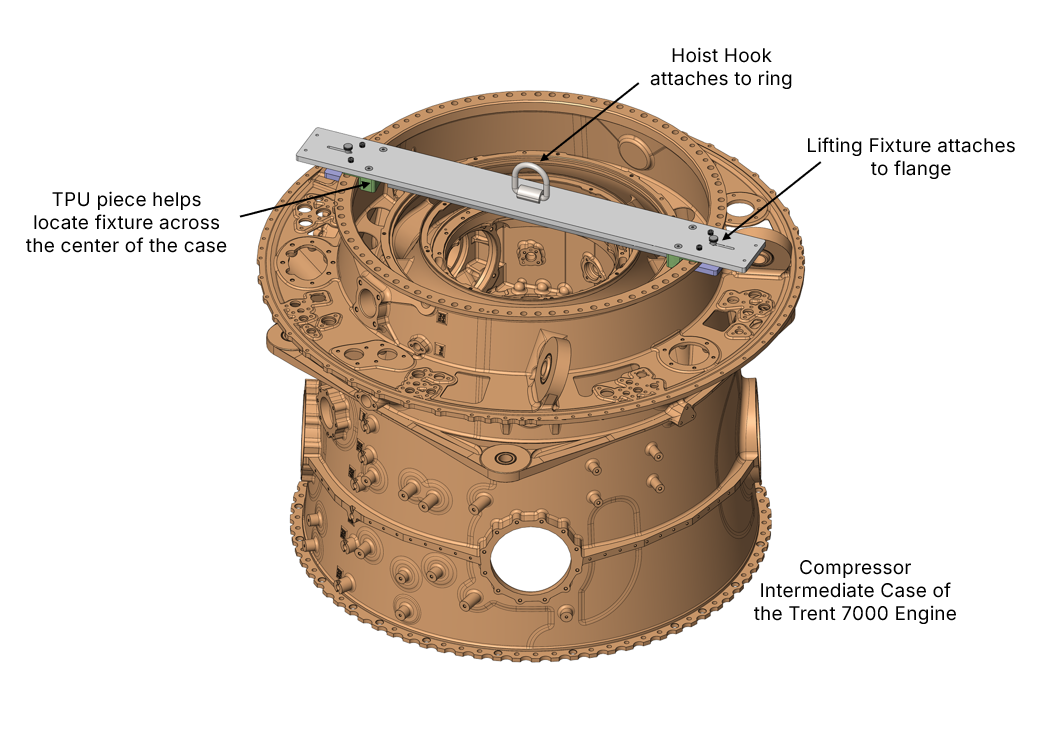 Hoist Hook
attaches to ring
Lifting Fixture attaches
to flange
TPU piece helps
locate fixture across
the center of the case
Compressor
Intermediate Case of
the Trent 7000 Engine